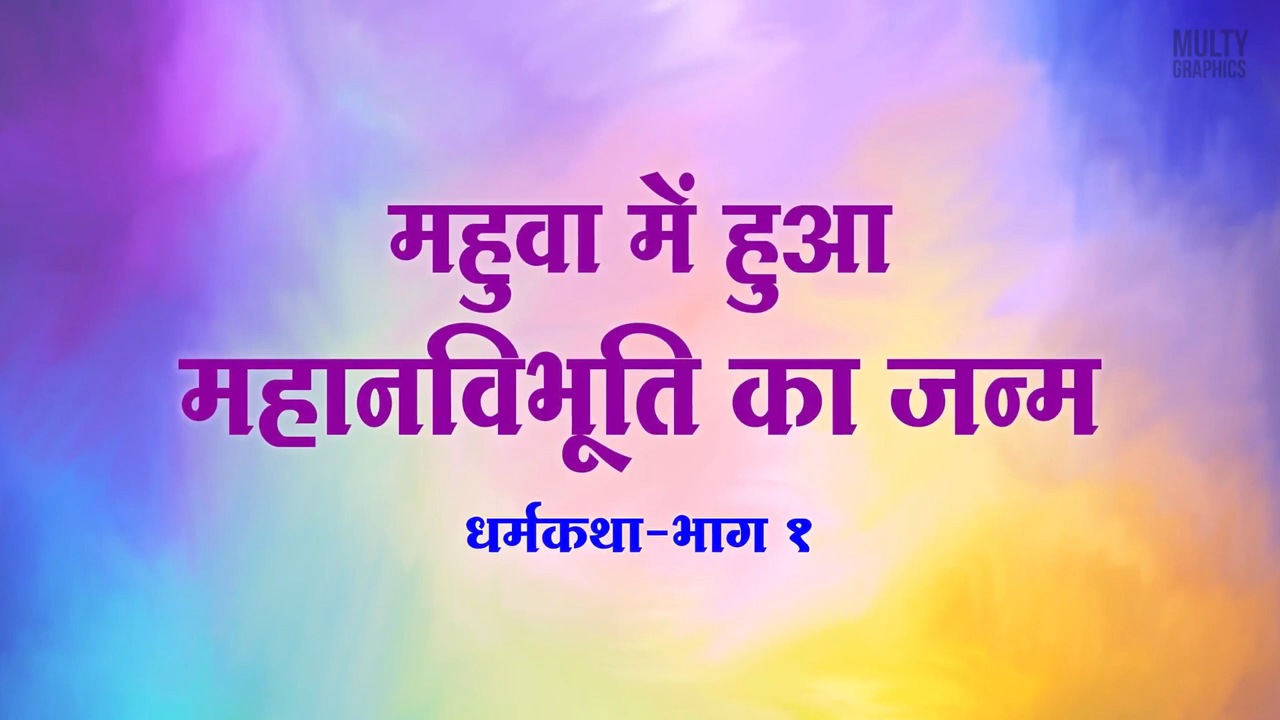 MULTY
GRAPHICS
महुवा में हुआ
महानविभूति का जन्म
धर्मकथा-भाग १